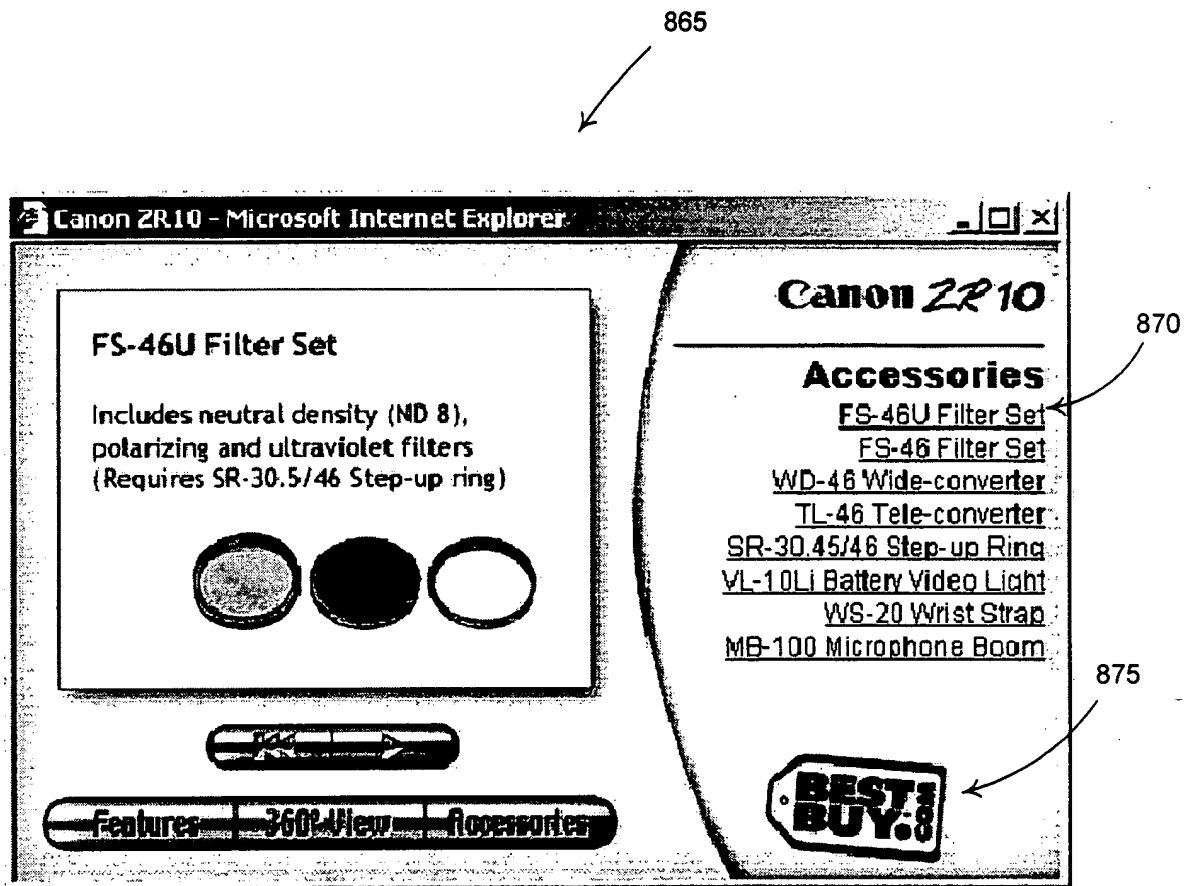 865
Canon ZR10 - Microsoft Internet Explorer
Canon ZR 10
870
FS-46U Filter Set
Accessories
Includes neutral density (ND 8),
polarizing and ultraviolet filters
(Requires SR-30.5/46 Step-up ring)
FS-46U Filter Set
FS-46 Filter Set
WD-46 Wide-converter
TL-46 Tele-converter
SR-30.45/46 Step-up Ring
VL-10Li Battery Video Light
WS-20 Wrist Strap
MB-100 Microphone Boom
875
BEST
BUY.COM
Features 360° View Accessories